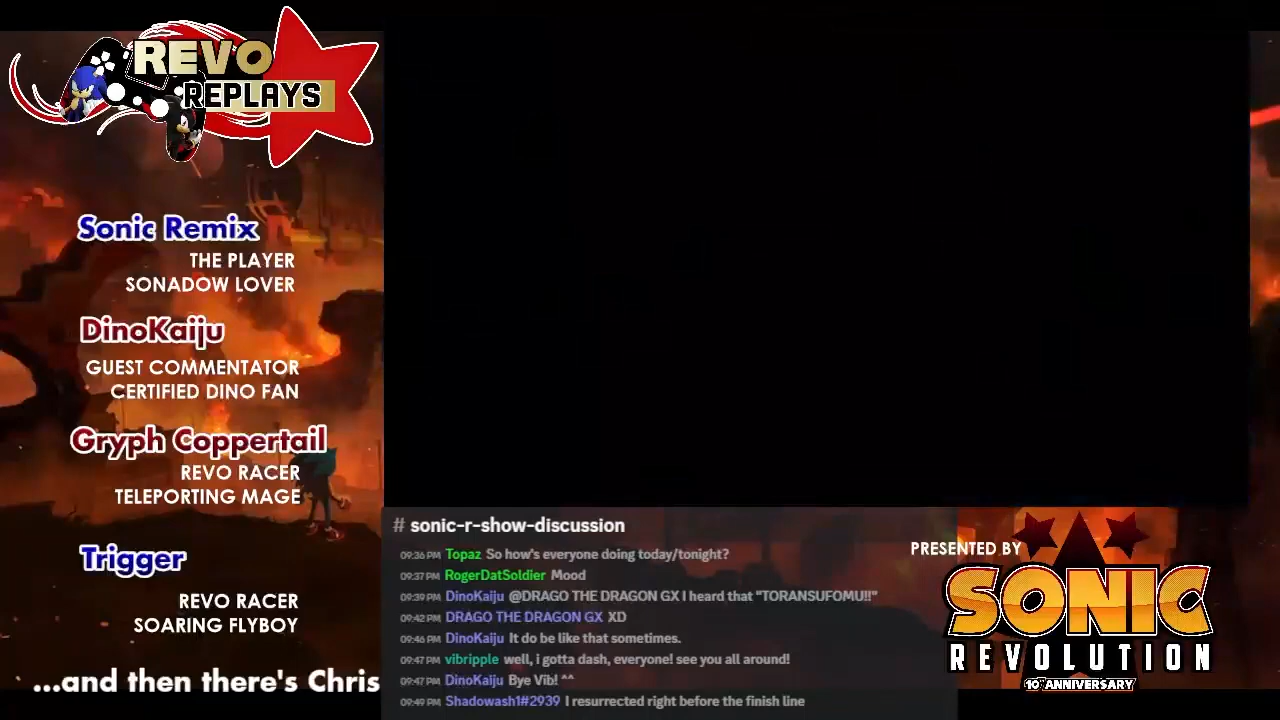 REVO
REPLAYS
Sonic Remix
THE PLAYER
SONADOW LOVER
DinoKaiju
GUEST COMMENTATOR
CERTIFIED DINO FAN
Gryph Coppertail
REVO RACER
TELEPORTING MAGE
Trigger
REVO RACER
SOARING FLYBOY
...and then there's Chris
# sonic-r-show-discussion
09:36 PM Topaz So how's everyone doing today/tonight?
09:37 PM RogerDatSoldier Mood
09:39 PM DinoKaiju @DRAGO THE DRAGON GX I heard that "TORANSUFOMU!!"
09:42 PM DRAGO THE DRAGON GX XD
09:46 PM DinoKaiju It do be like that sometimes.
09:47 PM vibripple well, i gotta dash, everyone! see you all around!
09:47 PM DinoKaiju Bye Vib! ^^
09:49 PM Shadowash1#2939 I resurrected right before the finish line
PRESENTED BY
SONIC
REVOLUTION
10TH ANNIVERSARY